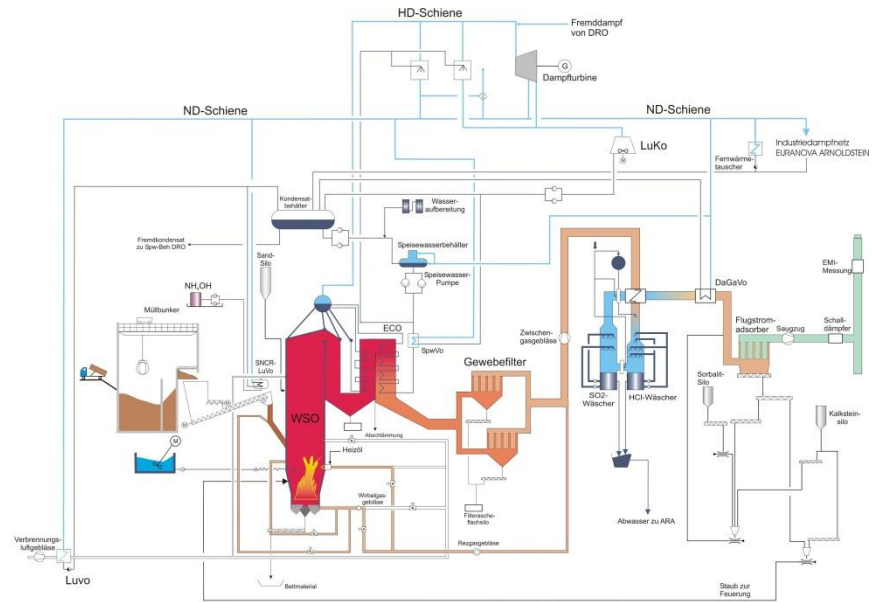 HD-Schiene
Fremddampf
von DRO
G
Dampfturbine
ND-Schiene
ND-Schiene
LuKo
M
Industriedampfnetz
EURANOVA ARNOLDSTEIN
Fernwärme-
tauscher
Kondensat-
behälter
Wasser-
aufbereitung
Fremdkondensat
zu Spw-Beh DRO
Speisewasserbehälter
Speisewasser-
Pumpe
Sand-
Silo
NH₄OH
Müllbunker
SNCR-
LuVo
ECO
SpwVo
Zwischen-
gasgebläse
DaGaVo
EMI-
Messung
Flugstrom-
adsorber
Saugzug
Schall-
dämpfer
Gewebefilter
WSO
SO2-
Wäscher
HCl-Wäscher
Sorbalit-
Silo
Kalkstein-
silo
M
M
M
Abschlämmung
Heizöl
Wirbelgas-
gebläse
Filterasche-
flachsilo
Abwasser zu ARA
Verbrennungs-
luftgebläse
Rezgasgebläse
Luvo
Bettmaterial
Staub zur
Feuerung